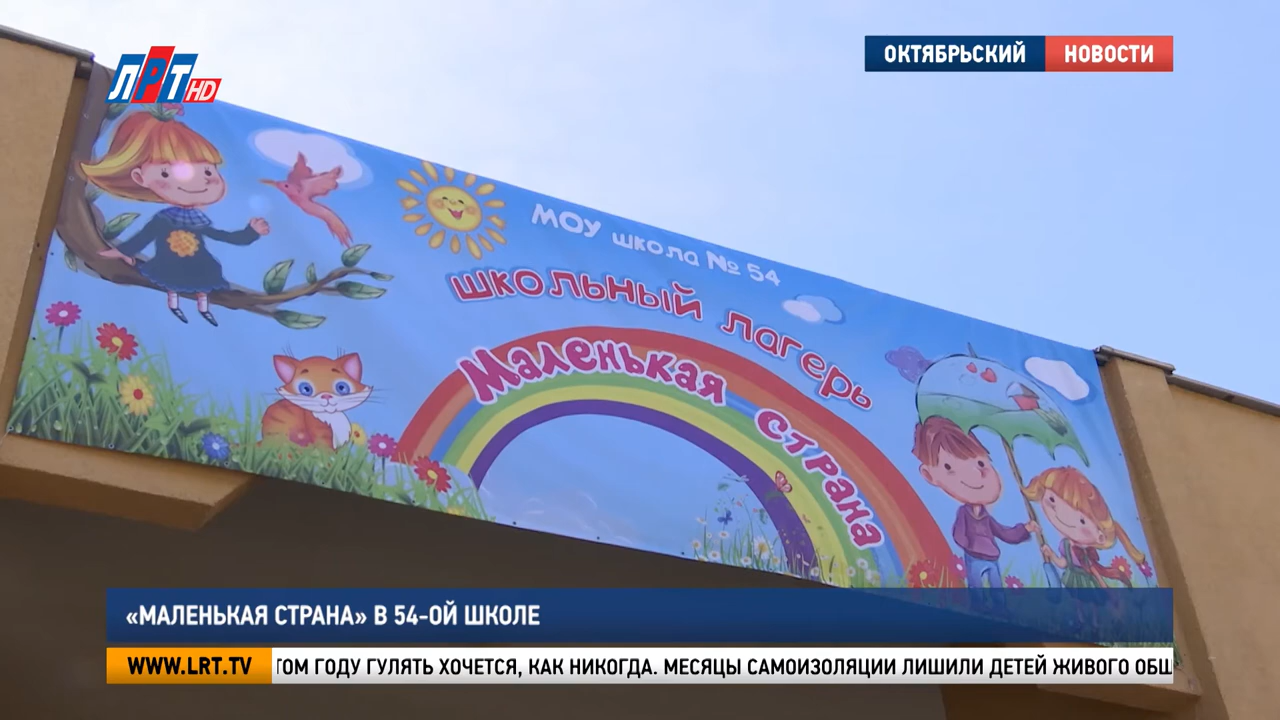 ЛРТ HD
ОКТЯБРЬСКИЙ НОВОСТИ
МОУ школа № 54
школьный лагерь
Маленькая страна
«МАЛЕНЬКАЯ СТРАНА» В 54-ОЙ ШКОЛЕ
WWW.LRT.TV ТОМ ГОДУ ГУЛЯТЬ ХОЧЕТСЯ, КАК НИКОГДА. МЕСЯЦЫ САМОИЗОЛЯЦИИ ЛИШИЛИ ДЕТЕЙ ЖИВОГО ОБЩ